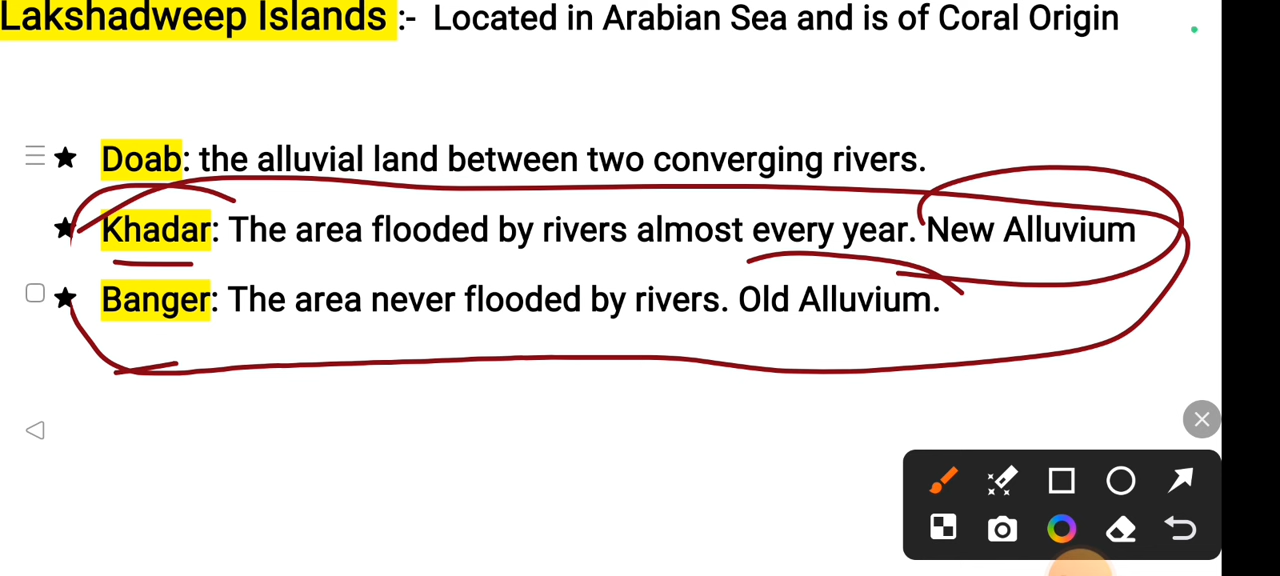 Lakshadweep Islands :- Located in Arabian Sea and is of Coral Origin
★ Doab: the alluvial land between two converging rivers.
★ Khadar: The area flooded by rivers almost every year. New Alluvium
★ Banger: The area never flooded by rivers. Old Alluvium.